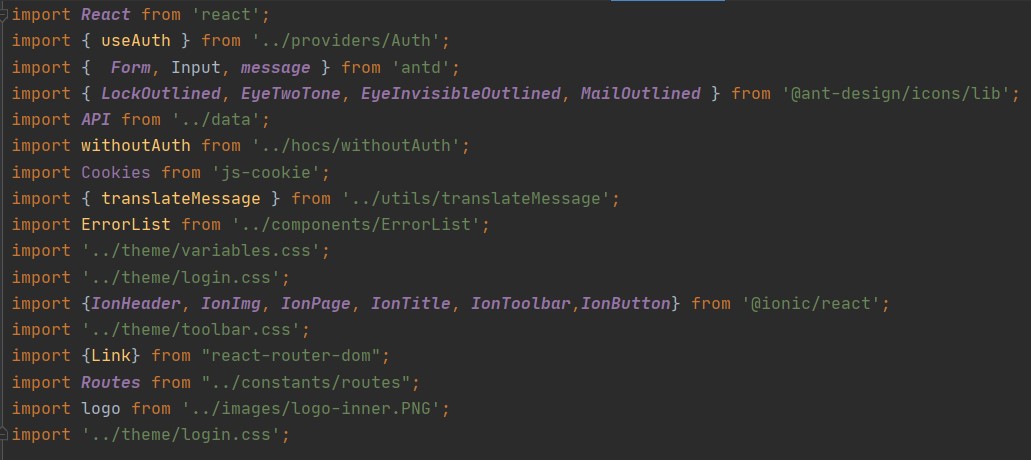 import React from 'react';
import { useAuth } from '../providers/Auth';
import {  Form, Input, message } from 'antd';
import { LockOutlined, EyeTwoTone, EyeInvisibleOutlined, MailOutlined } from '@ant-design/icons/lib';
import API from '../data';
import withoutAuth from '../hocs/withoutAuth';
import Cookies from 'js-cookie';
import { translateMessage } from '../utils/translateMessage';
import ErrorList from '../components/ErrorList';
import '../theme/variables.css';
import '../theme/login.css';
import {IonHeader, IonImg, IonPage, IonTitle, IonToolbar,IonButton} from '@ionic/react';
import '../theme/toolbar.css';
import {Link} from "react-router-dom";
import Routes from "../constants/routes";
import logo from '../images/logo-inner.PNG';
import '../theme/login.css';